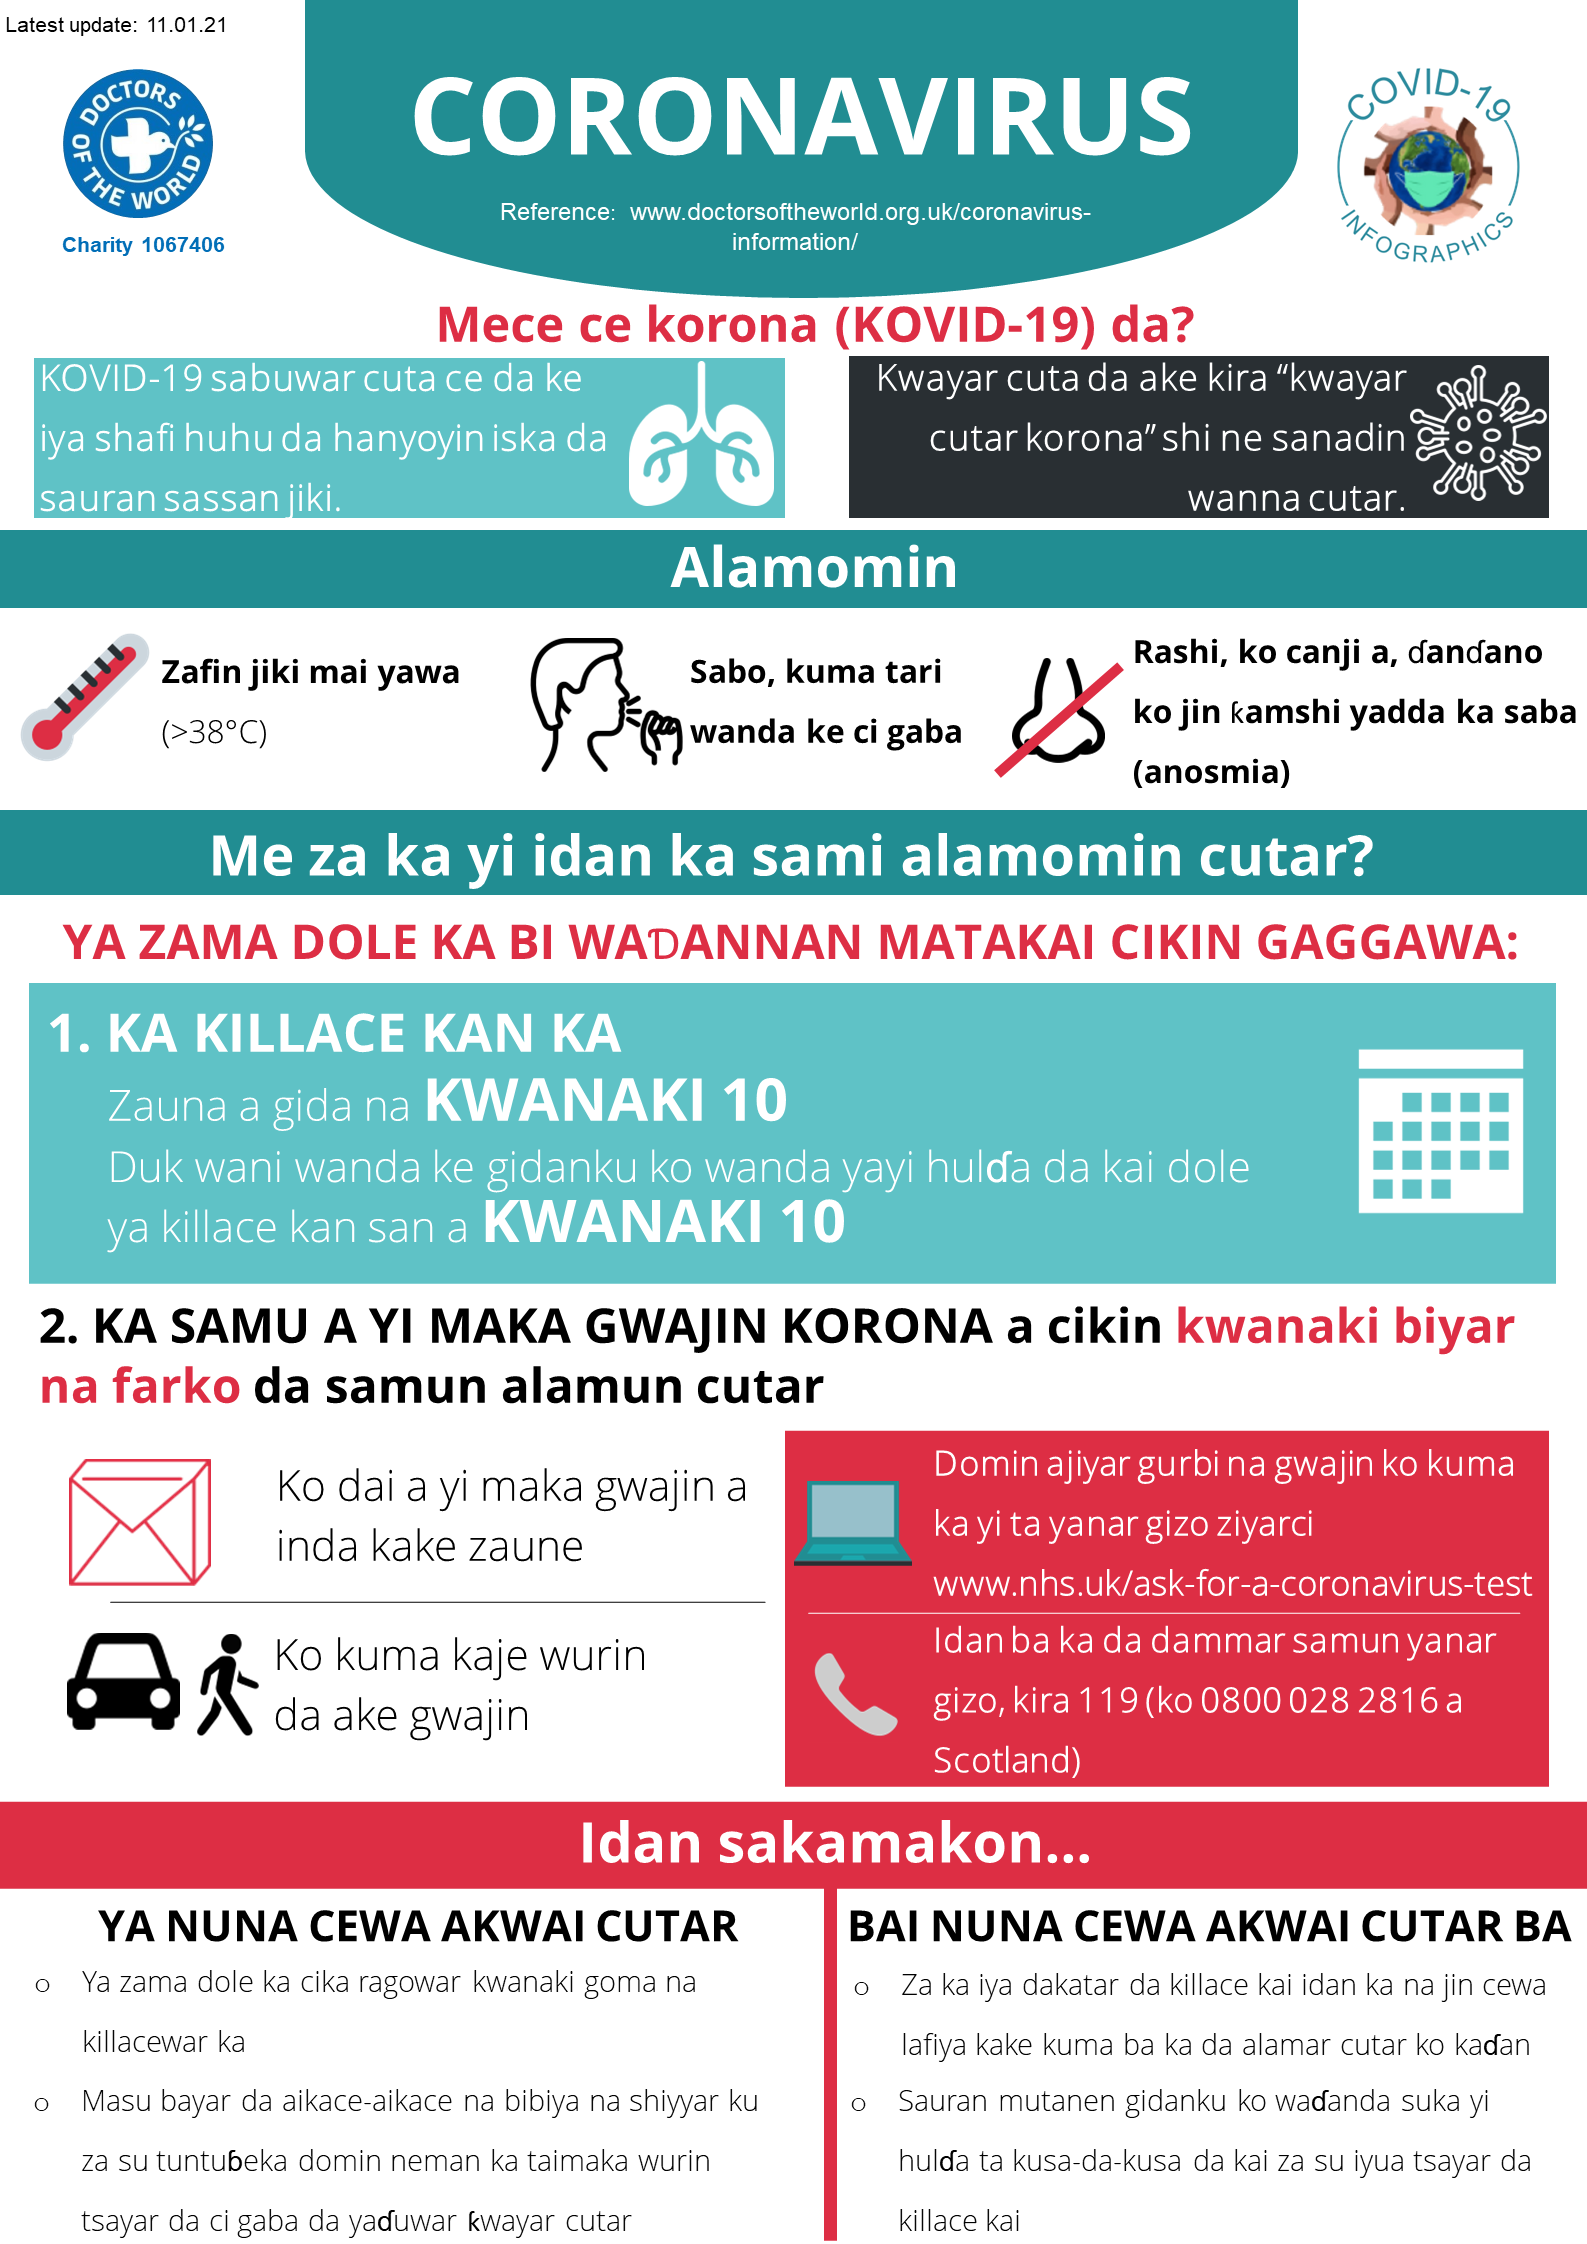 Latest update: 11.01.21
DOCTORS OF THE WORLD
Charity 1067406
CORONAVIRUS
Reference: www.doctorsoftheworld.org.uk/coronavirus-
information/
COVID-19
INFOGRAPHICS
Mece ce korona (KOVID-19) da?
KOVID-19 sabuwar cuta ce da ke
iya shafi huhu da hanyoyin iska da
sauran sassan jiki.
Kwayar cuta da ake kira “kwayar
cutar korona” shi ne sanadin
wanna cutar.
Alamomin
Zafin jiki mai yawa
(>38°C)
Sabo, kuma tari
wanda ke ci gaba
Rashi, ko canji a, ɗanɗano
ko jin ƙamshi yadda ka saba
(anosmia)
Me za ka yi idan ka sami alamomin cutar?
YA ZAMA DOLE KA BI WAƊANNAN MATAKAI CIKIN GAGGAWA:
1. KA KILLACE KAN KA
Zauna a gida na KWANAKI 10
Duk wani wanda ke gidanku ko wanda yayi hulɗa da kai dole
ya killace kan san a KWANAKI 10
2. KA SAMU A YI MAKA GWAJIN KORONA a cikin kwanaki biyar
na farko da samun alamun cutar
Ko dai a yi maka gwajin a
inda kake zaune
Ko kuma kaje wurin
da ake gwajin
Domin ajiyar gurbi na gwajin ko kuma
ka yi ta yanar gizo ziyarci
www.nhs.uk/ask-for-a-coronavirus-test
Idan ba ka da dammar samun yanar
gizo, kira 119 (ko 0800 028 2816 a
Scotland)
Idan sakamakon...
YA NUNA CEWA AKWAI CUTAR
o Ya zama dole ka cika ragowar kwanaki goma na
killacewar ka
o Masu bayar da aikace-aikace na bibiya na shiyyar ku
za su tuntuɓeka domin neman ka taimaka wurin
tsayar da ci gaba da yaɗuwar ƙwayar cutar
BAI NUNA CEWA AKWAI CUTAR BA
o Za ka iya dakatar da killace kai idan ka na jin cewa
lafiya kake kuma ba ka da alamar cutar ko kaɗan
o Sauran mutanen gidanku ko waɗanda suka yi
hulɗa ta kusa-da-kusa da kai za su iyua tsayar da
killace kai